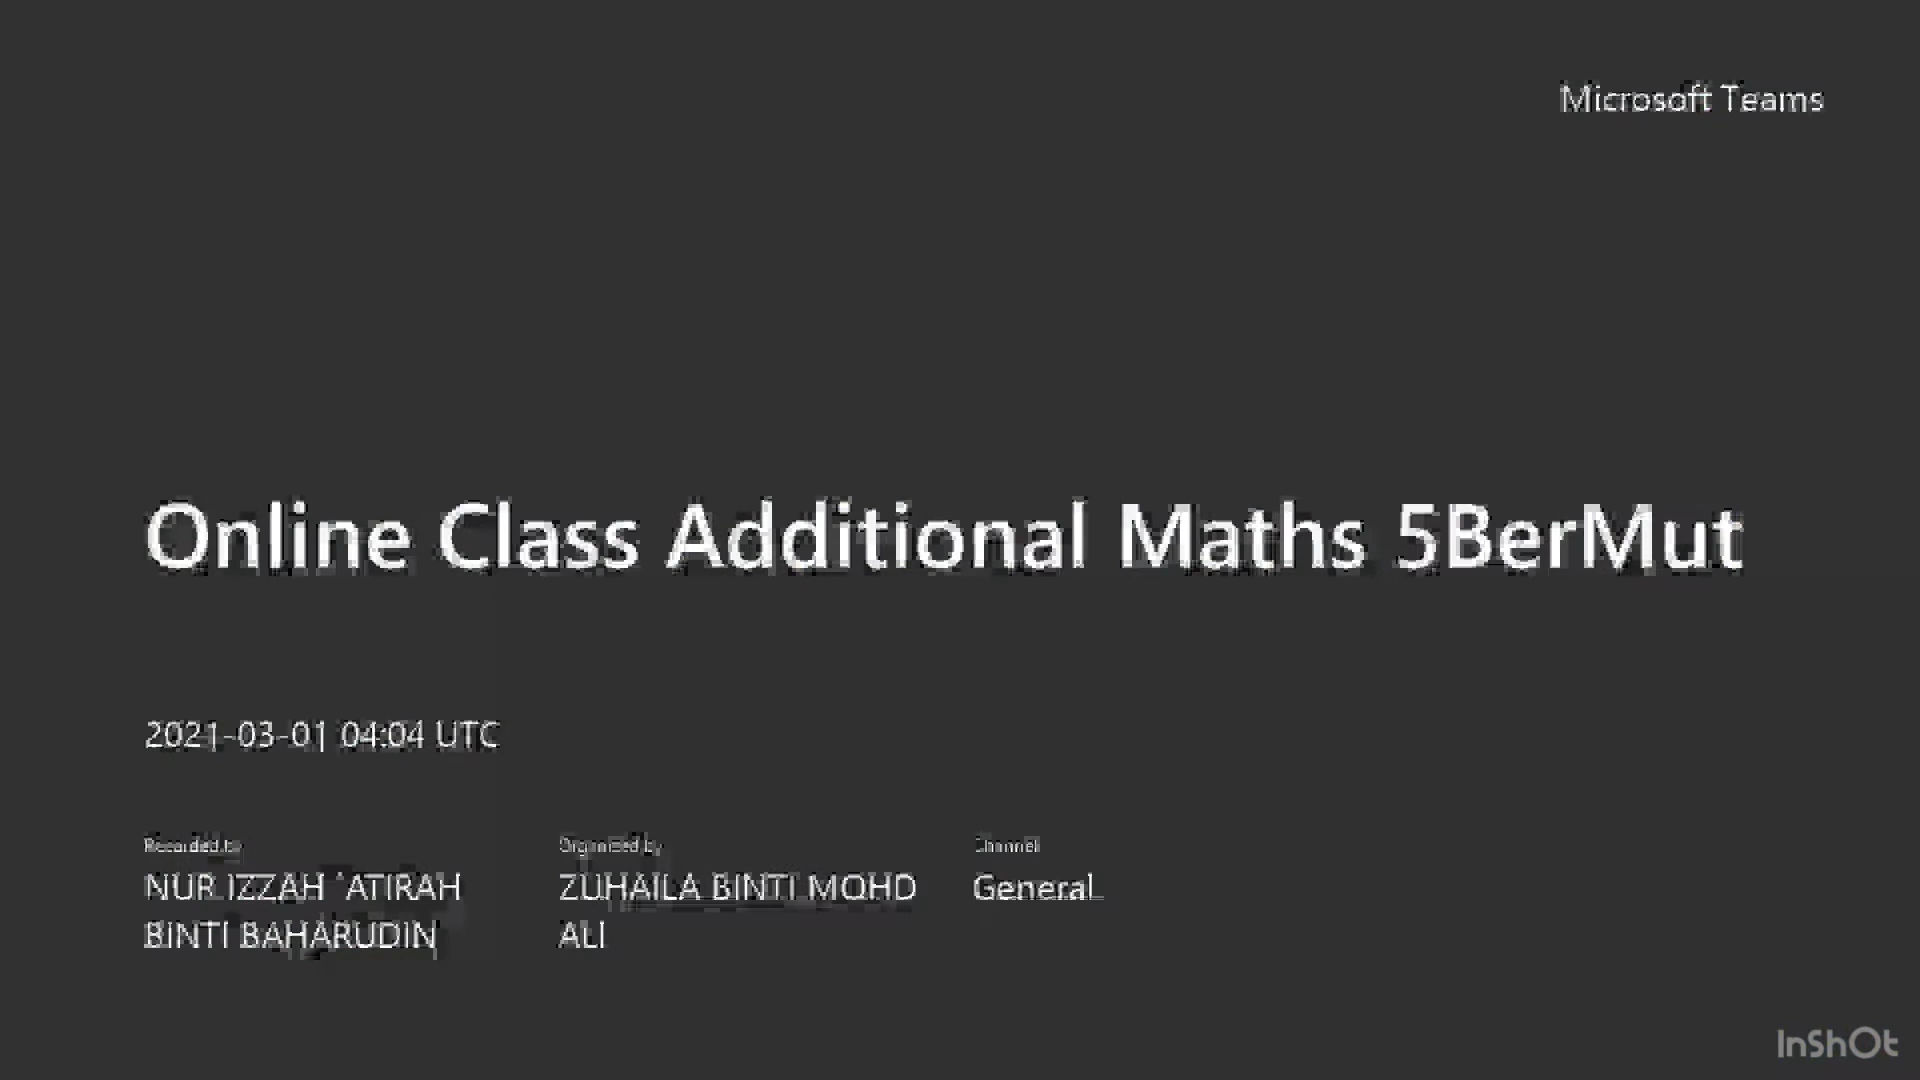 Microsoft Teams
Online Class Additional Maths 5BerMut
2021-03-01 04:04 UTC
Recorded by
Organized by
Channel
NUR IZZAH `ATIRAH
BINTI BAHARUDIN
ZUHAILA BINTI MOHD
ALI
General
InShOt